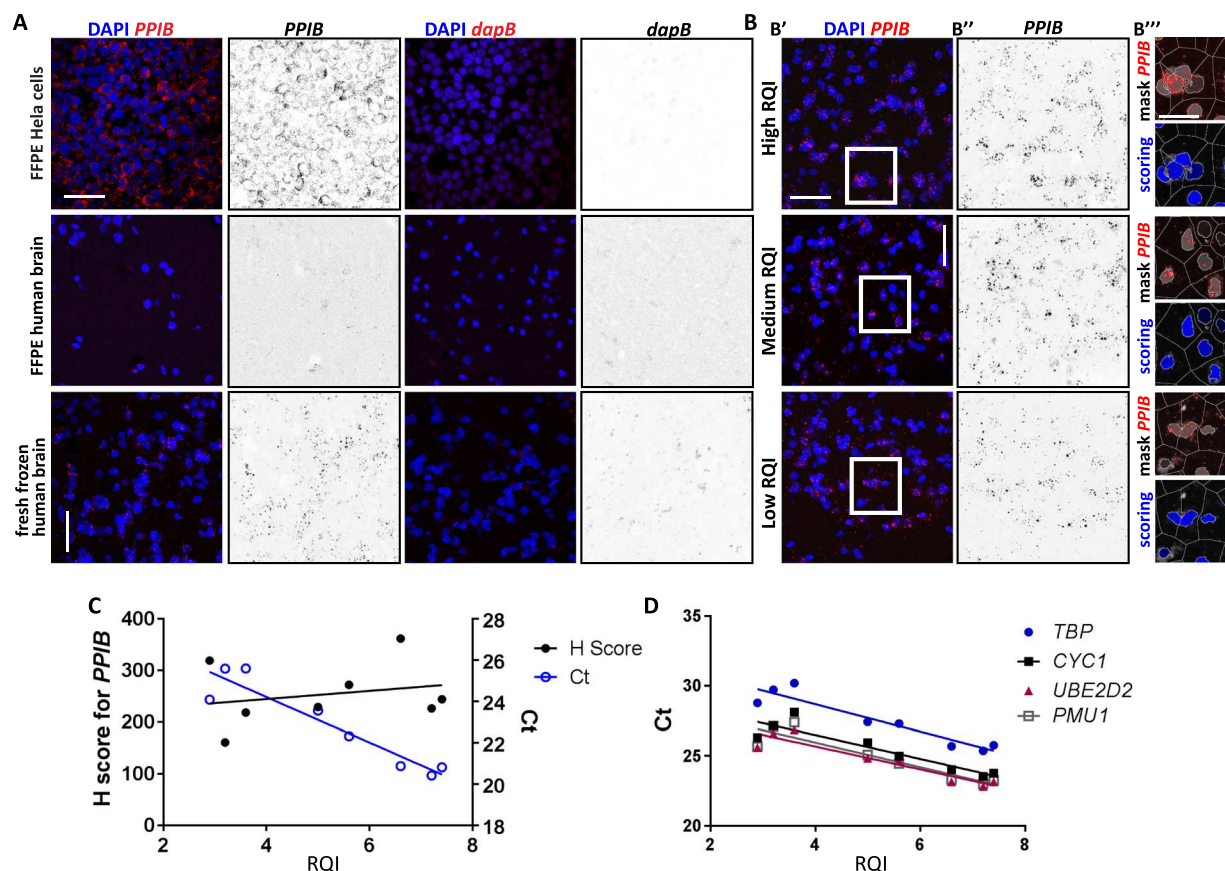 A
DAPI PPIB
PPIB
DAPI dapB
dapB
FFPE Hela cells
FFPE human brain
fresh frozen
human brain
B
B'
DAPI PPIB
B''
PPIB
B'''
High RQI
Medium RQI
Low RQI
mask PPIB
scoring
mask PPIB
scoring
mask PPIB
scoring
C
H score for PPIB
400
300
200
100
0
28
26
24
22
20
18
Ct
2
4
6
8
RQI
H Score
Ct
D
Ct
35
30
25
20
2
4
6
8
RQI
TBP
CYC1
UBE2D2
PMU1